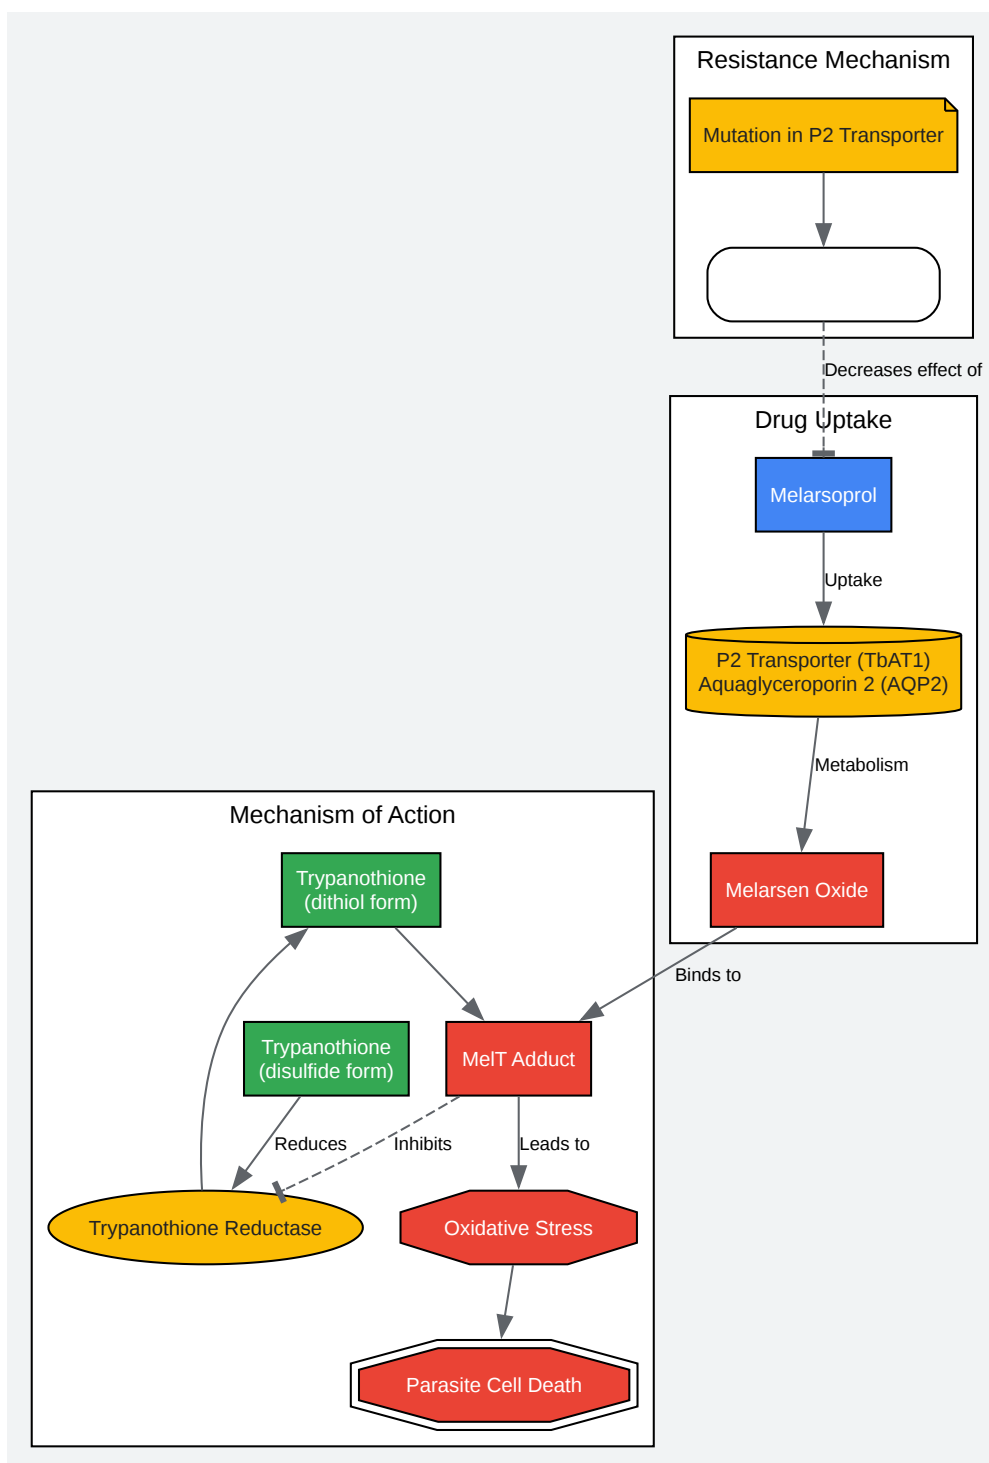 Resistance Mechanism
Mutation in P2 Transporter
Decreases effect of
Drug Uptake
Melarsoprol
Uptake
P2 Transporter (TbAT1)
Aquaglyceroporin 2 (AQP2)
Metabolism
Melarsen Oxide
Binds to
Mechanism of Action
Trypanothione
(dithiol form)
Trypanothione
(disulfide form)
MelT Adduct
Reduces
Inhibits
Leads to
Trypanothione Reductase
Oxidative Stress
Parasite Cell Death